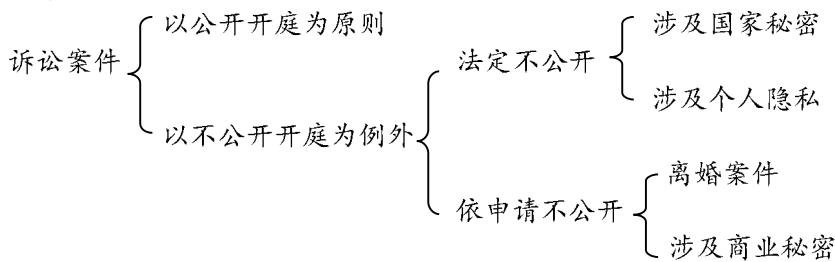 诉讼案件
以公开开庭为原则
以不公开开庭为例外
法定不公开
涉及国家秘密
涉及个人隐私
依申请不公开
离婚案件
涉及商业秘密